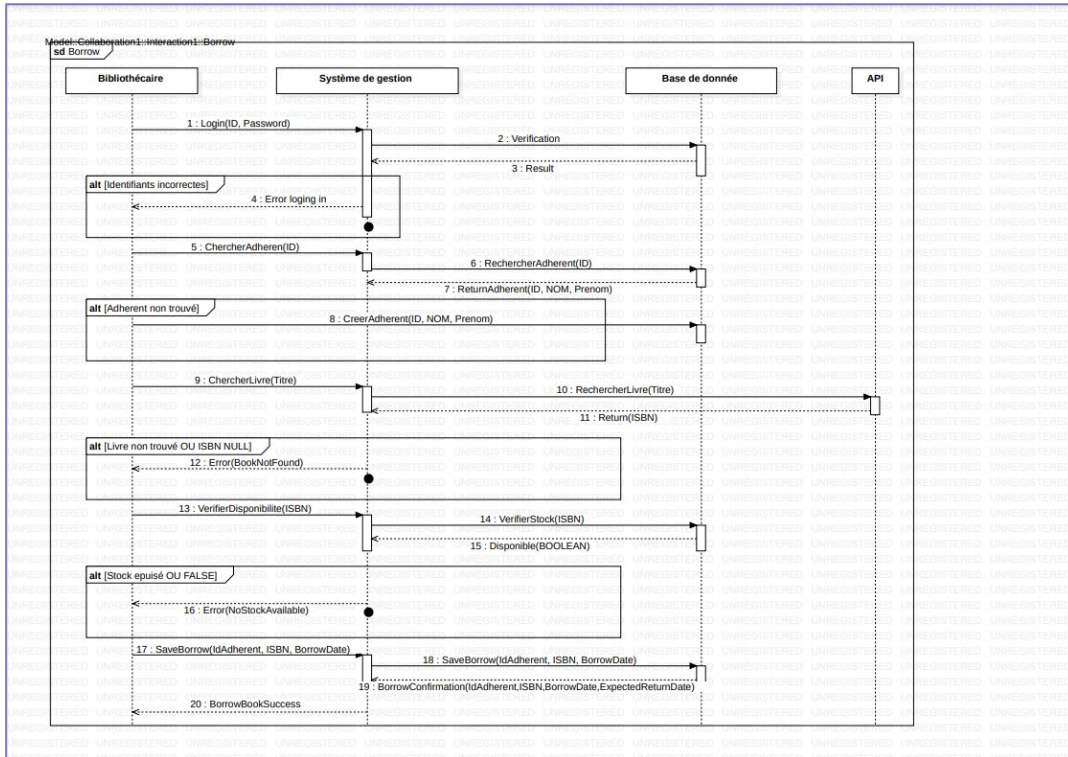 Model::Collaboration1::Interaction1::Borrow
sd Borrow
Bibliothécaire
Système de gestion
Base de donnée
API
1 : Login(ID, Password)
2 : Verification
3 : Result
alt [Identifiants incorrectes]
4 : Error loging in
5 : ChercherAdheren(ID)
6 : RechercherAdherent(ID)
7 : ReturnAdherent(ID, NOM, Prenom)
alt [Adherent non trouvé]
8 : CreerAdherent(ID, NOM, Prenom)
9 : ChercherLivre(Titre)
10 : RechercherLivre(Titre)
11 : Return(ISBN)
alt [Livre non trouvé OU ISBN NULL]
12 : Error(BookNotFound)
13 : VerifierDisponibilite(ISBN)
14 : VerifierStock(ISBN)
15 : Disponible(BOOLEAN)
alt [Stock epuisé OU FALSE]
16 : Error(NoStockAvailable)
17 : SaveBorrow(IdAdherent, ISBN, BorrowDate)
18 : SaveBorrow(IdAdherent, ISBN, BorrowDate)
19 : BorrowConfirmation(IdAdherent,ISBN,BorrowDate,ExpectedReturnDate)
20 : BorrowBookSuccess
UNREGISTERED